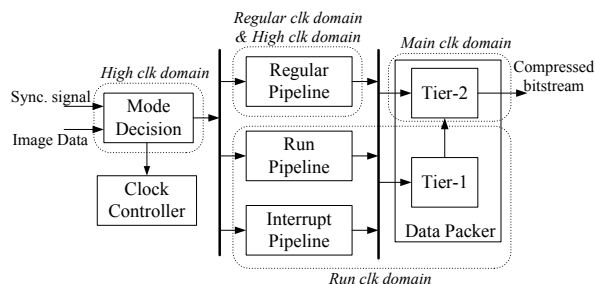 Regular clk domain
& High clk domain
High clk domain
Main clk domain
Sync. signal
Image Data
Mode
Decision
Clock
Controller
Regular
Pipeline
Run
Pipeline
Interrupt
Pipeline
Tier-2
Tier-1
Data Packer
Compressed
bitstream
Run clk domain